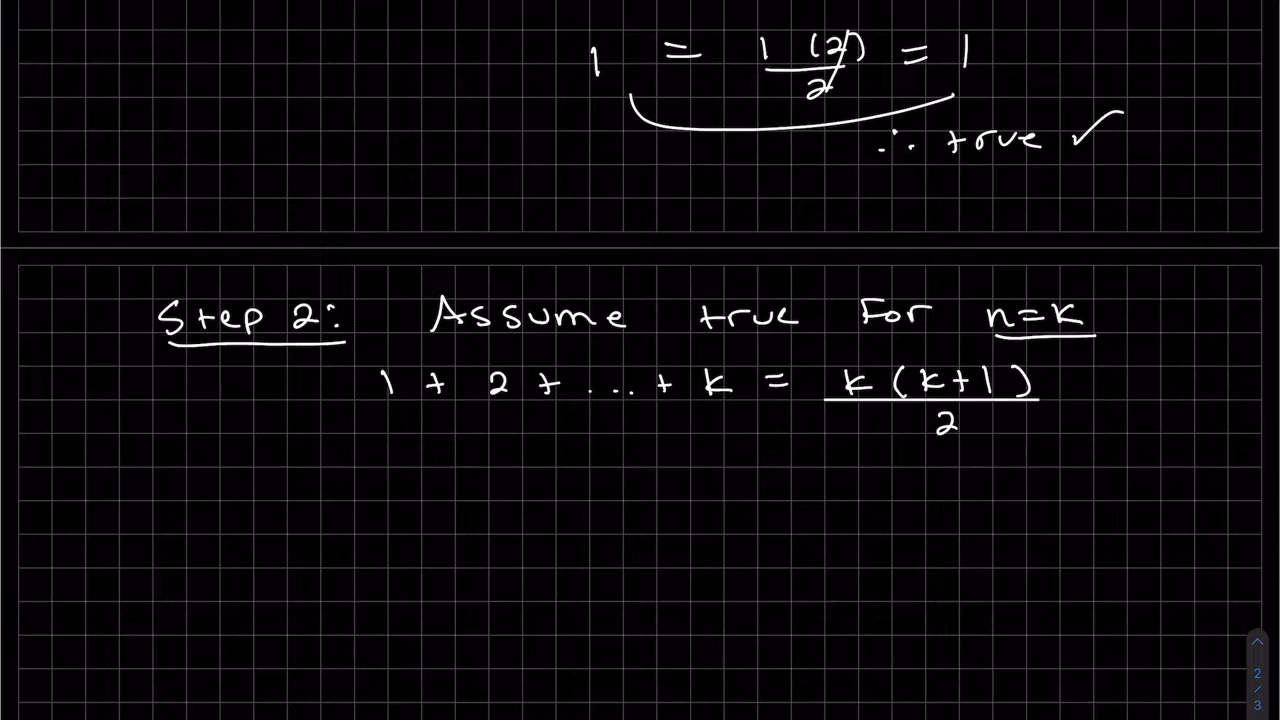 1 = 1 (2) / 2 = 1
∴ true ✓
Step 2: Assume true For n=k
1 + 2 + ... + k = k (k+1) / 2
2 / 3